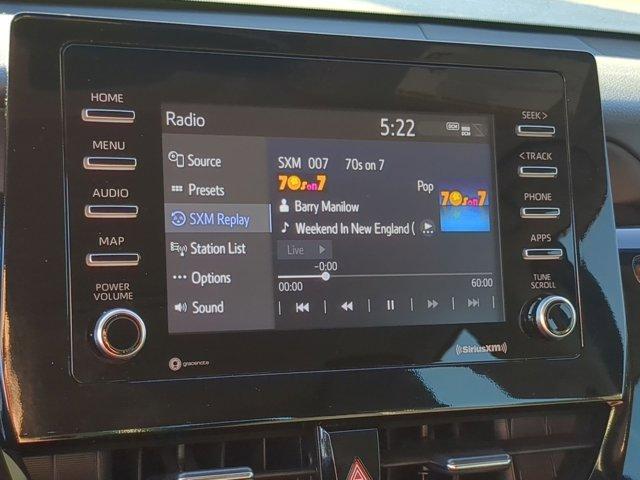 HOME
MENU
AUDIO
MAP
POWER
VOLUME
Radio
5:22
DCM
DCM
Source
Presets
SXM Replay
Station List
Options
Sound
SXM 007 70s on 7
70s on 7
Pop
70s on 7
Barry Manilow
Weekend In New England (
Live
-0:00
00:00
60:00
SEEK >
< TRACK
PHONE
APPS
TUNE
SCROLL
gracenote
SiriusXM